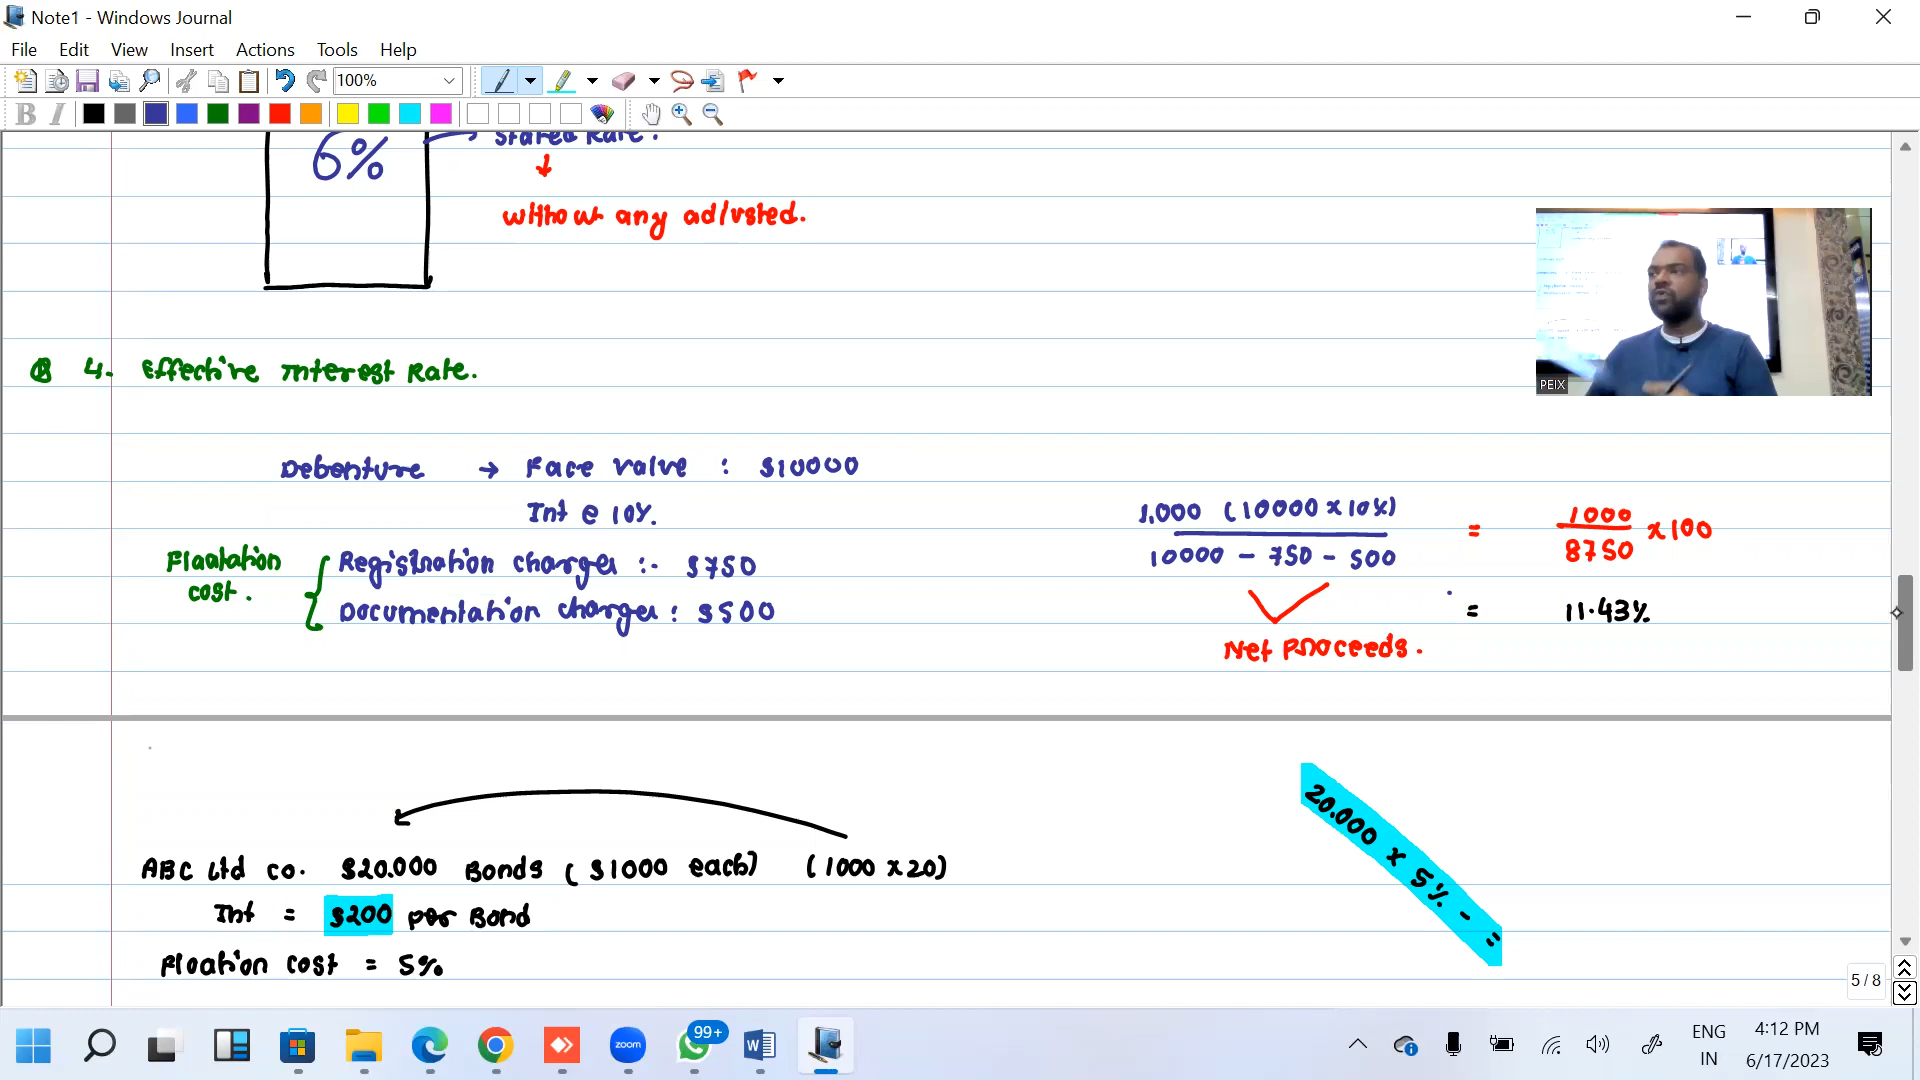 Note1 - Windows Journal
File Edit View Insert Actions Tools Help
100%
B I
6% Stated Rate.
without any adjusted.
PEIX
4. Effective Interest Rate.
Debenture → Face value : $10000
Int @ 10%.
Floatation cost.
Registration charges :- $750
Documentation charges : $500
1,000 (10000 x 10%)
10000 - 750 - 500
= 1000
8750 x 100
= 11.43%
Net Proceeds.
20.000 x 5% - =
ABC Ltd co. $20.000 Bonds ( $1000 each) (1000 x 20)
Int = $200 per Bond
Floation cost = 5%
5 / 8
zoom
99+
ENG
IN
4:12 PM
6/17/2023